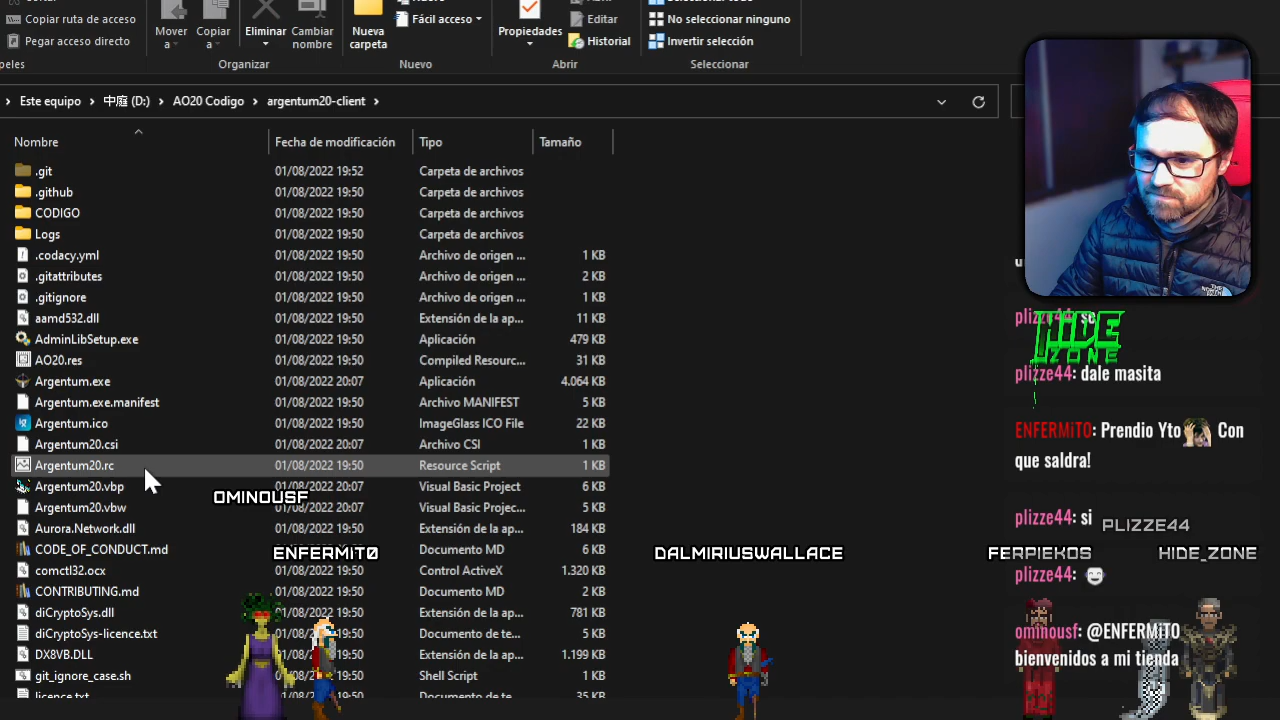 Copiar ruta de acceso
Pegar acceso directo
peles
Mover
a
Copiar
a
Eliminar
Cambiar
nombre
Organizar
Nueva
carpeta
Fácil acceso
Nuevo
Propiedades
Abrir
Editar
Historial
Abrir
No seleccionar ninguno
Invertir selección
Seleccionar
Este equipo > 中庭 (D:) > AO20 Codigo > argentum20-client >
Nombre Fecha de modificación Tipo Tamaño
.git 01/08/2022 19:52 Carpeta de archivos
.github 01/08/2022 19:50 Carpeta de archivos
CODIGO 01/08/2022 19:50 Carpeta de archivos
Logs 01/08/2022 19:50 Carpeta de archivos
.codacy.yml 01/08/2022 19:50 Archivo de origen ... 1 KB
.gitattributes 01/08/2022 19:50 Archivo de origen ... 2 KB
.gitignore 01/08/2022 19:50 Archivo de origen ... 1 KB
aamd532.dll 01/08/2022 19:50 Extensión de la ap... 11 KB
AdminLibSetup.exe 01/08/2022 19:50 Aplicación 479 KB
AO20.res 01/08/2022 19:50 Compiled Resourc... 31 KB
Argentum.exe 01/08/2022 20:07 Aplicación 4.064 KB
Argentum.exe.manifest 01/08/2022 19:50 Archivo MANIFEST 5 KB
Argentum.ico 01/08/2022 19:50 ImageGlass ICO File 22 KB
Argentum20.csi 01/08/2022 20:07 Archivo CSI 1 KB
Argentum20.rc 01/08/2022 19:50 Resource Script 1 KB
Argentum20.vbp 01/08/2022 20:07 Visual Basic Project 6 KB
Argentum20.vbw 01/08/2022 20:07 Visual Basic Projec... 5 KB
Aurora.Network.dll 01/08/2022 19:50 Extensión de la ap... 184 KB
CODE_OF_CONDUCT.md 01/08/2022 19:50 Documento MD 6 KB
comctl32.ocx 01/08/2022 19:50 Control ActiveX 1.320 KB
CONTRIBUTING.md 01/08/2022 19:50 Documento MD 2 KB
diCryptoSys.dll 01/08/2022 19:50 Extensión de la ap... 781 KB
diCryptoSys-licence.txt 01/08/2022 19:50 Documento de te... 5 KB
DX8VB.DLL 01/08/2022 19:50 Extensión de la ap... 1.199 KB
git_ignore_case.sh 01/08/2022 19:50 Shell Script 1 KB
licence.txt Documento de te... 35 KB
OMINOUSF
ENFERMIT0
DALMIRIUSWALLACE
PLIZZE44
FERPIEKOS
HIDE_ZONE
plizze44: se
HIDE
ZONE
plizze44: dale masita
ENFERMiTO: Prendio Yto Con
que saldra!
plizze44: si
plizze44:
ominousf: @ENFERMiTO
bienvenidos a mi tienda
THE
NORTH
FACE